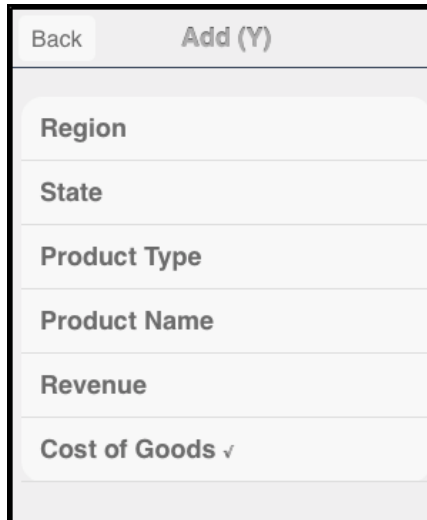 Back
Add (Y)
Region
State
Product Type
Product Name
Revenue
Cost of Goods √